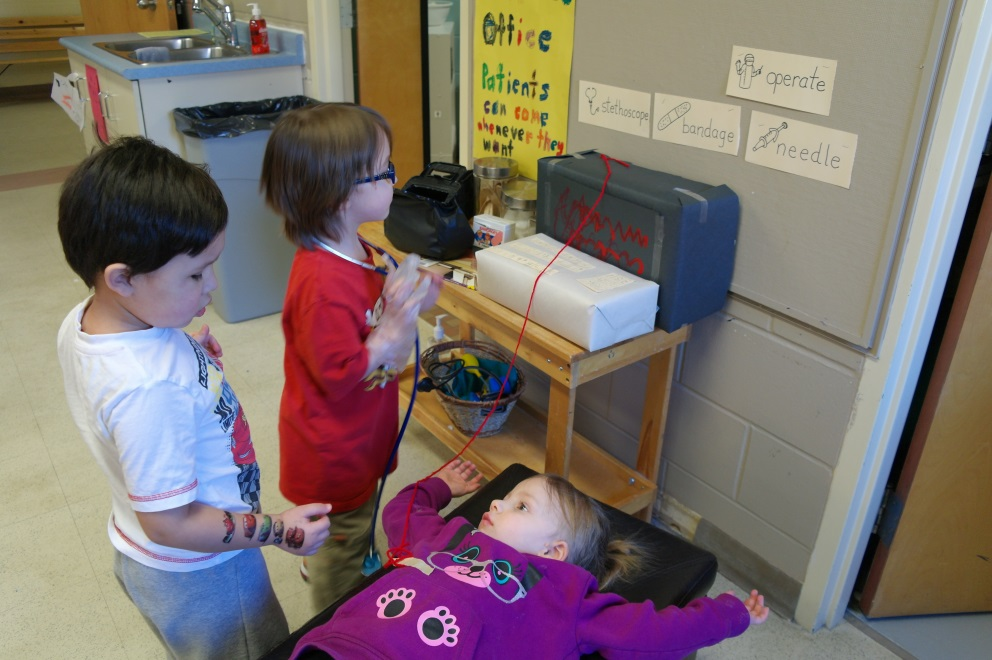 Office
Patients
can come
whenever they
want
operate
stethoscope
bandage
needle